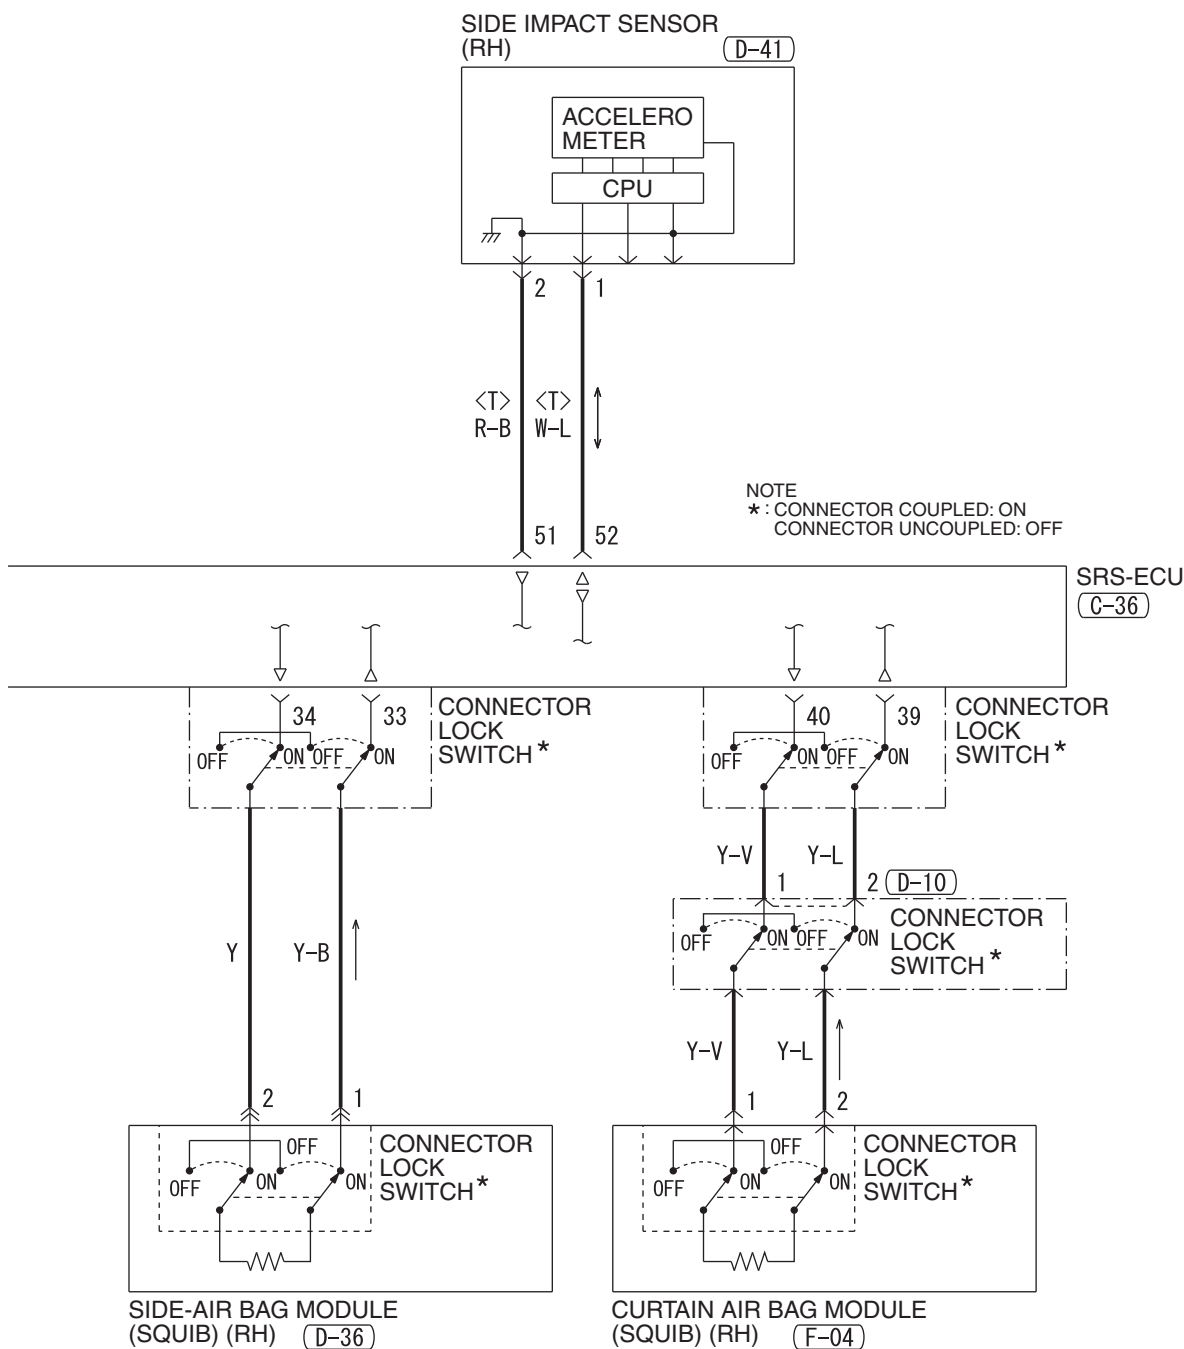 SIDE IMPACT SENSOR
(RH) D-41
ACCELERO
METER
CPU
2 1
<T> <T>
R-B W-L
NOTE
* : CONNECTOR COUPLED: ON
CONNECTOR UNCOUPLED: OFF
51 52
SRS-ECU
C-36
34 33
CONNECTOR
LOCK
SWITCH *
OFF ON OFF ON
40 39
CONNECTOR
LOCK
SWITCH *
OFF ON OFF ON
Y-V Y-L
1 2 D-10
CONNECTOR
LOCK
SWITCH *
OFF ON OFF ON
Y Y-B
Y-V Y-L
2 1
1 2
OFF
CONNECTOR
LOCK
SWITCH *
OFF ON ON
OFF
CONNECTOR
LOCK
SWITCH *
OFF ON ON
SIDE-AIR BAG MODULE
(SQUIB) (RH) D-36
CURTAIN AIR BAG MODULE
(SQUIB) (RH) F-04